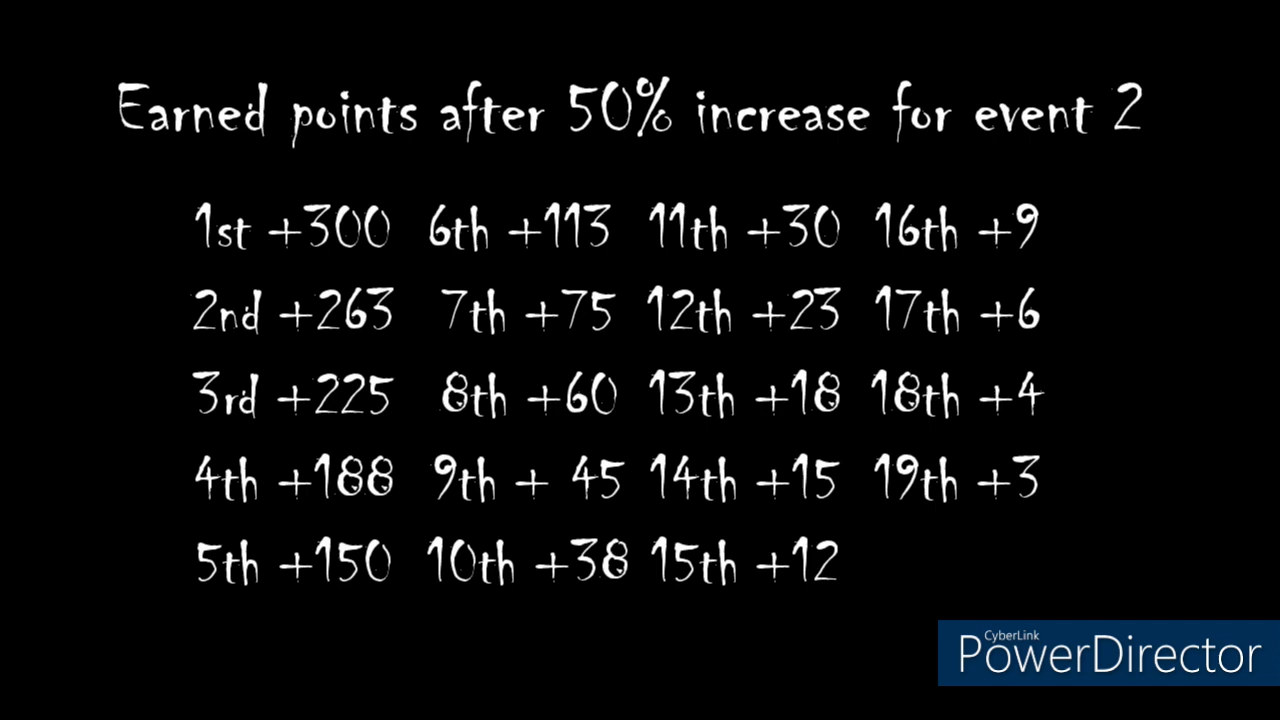 Earned points after 50% increase for event 2
1st +300 6th +113 11th +30 16th +9
2nd +263 7th +75 12th +23 17th +6
3rd +225 8th +60 13th +18 18th +4
4th +188 9th + 45 14th +15 19th +3
5th +150 10th +38 15th +12
CyberLink
PowerDirector